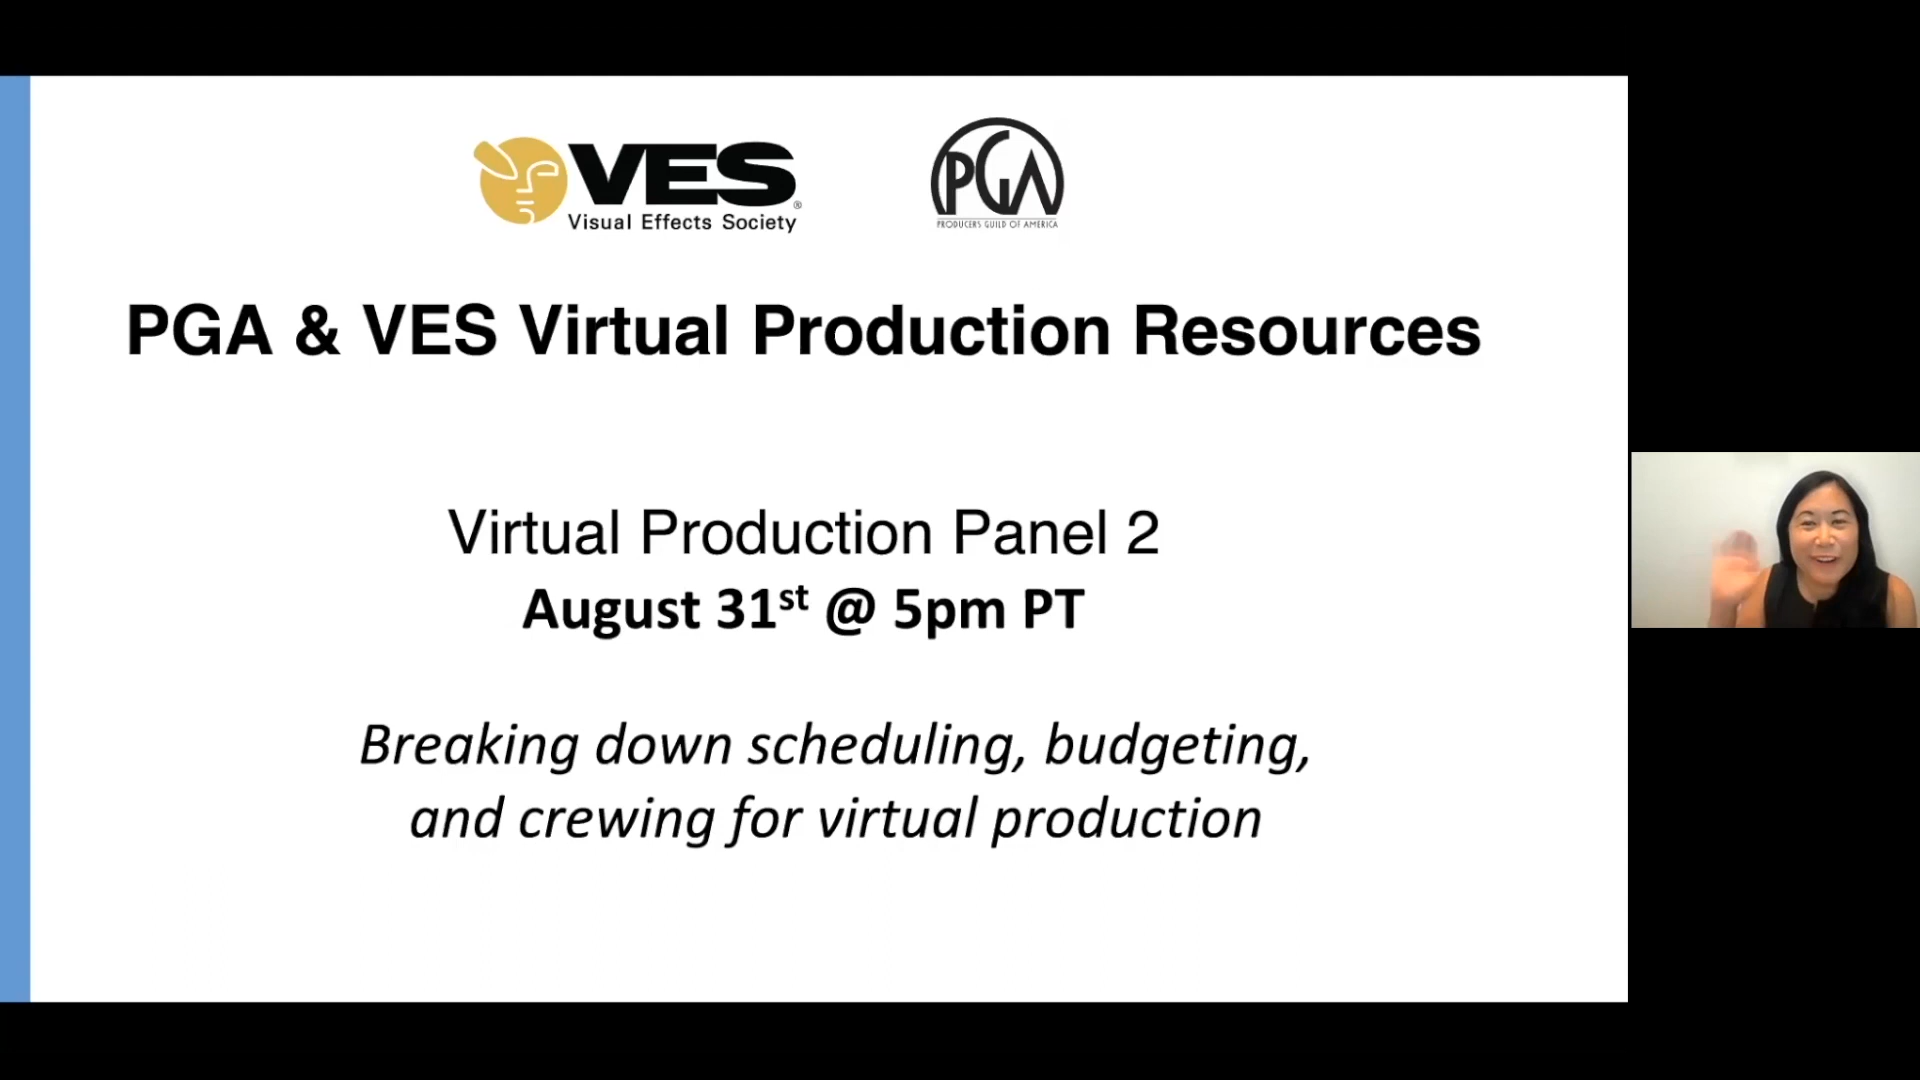 VES®
Visual Effects Society
PGA
PRODUCERS GUILD OF AMERICA
PGA & VES Virtual Production Resources
Virtual Production Panel 2
August 31st @ 5pm PT
Breaking down scheduling, budgeting,
and crewing for virtual production